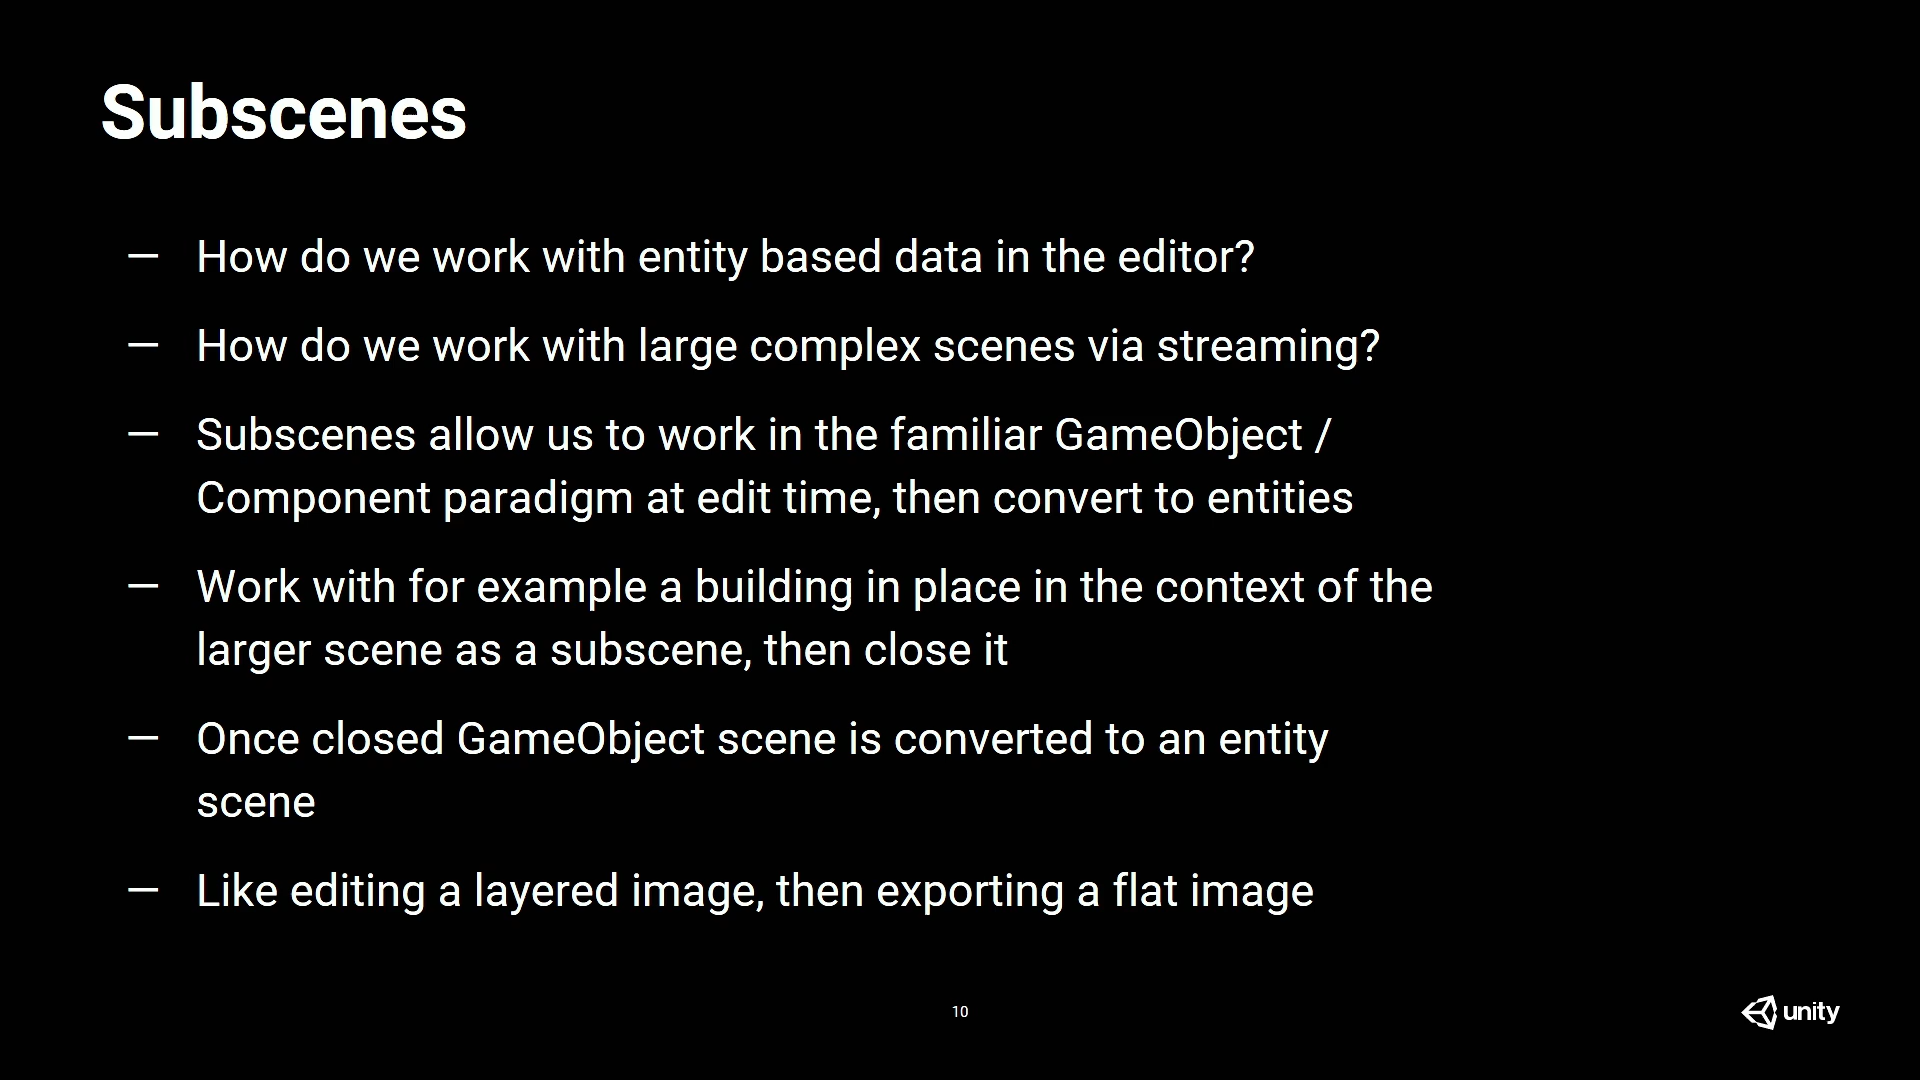 Subscenes
— How do we work with entity based data in the editor?
— How do we work with large complex scenes via streaming?
— Subscenes allow us to work in the familiar GameObject /
Component paradigm at edit time, then convert to entities
— Work with for example a building in place in the context of the
larger scene as a subscene, then close it
— Once closed GameObject scene is converted to an entity
scene
— Like editing a layered image, then exporting a flat image
10
unity